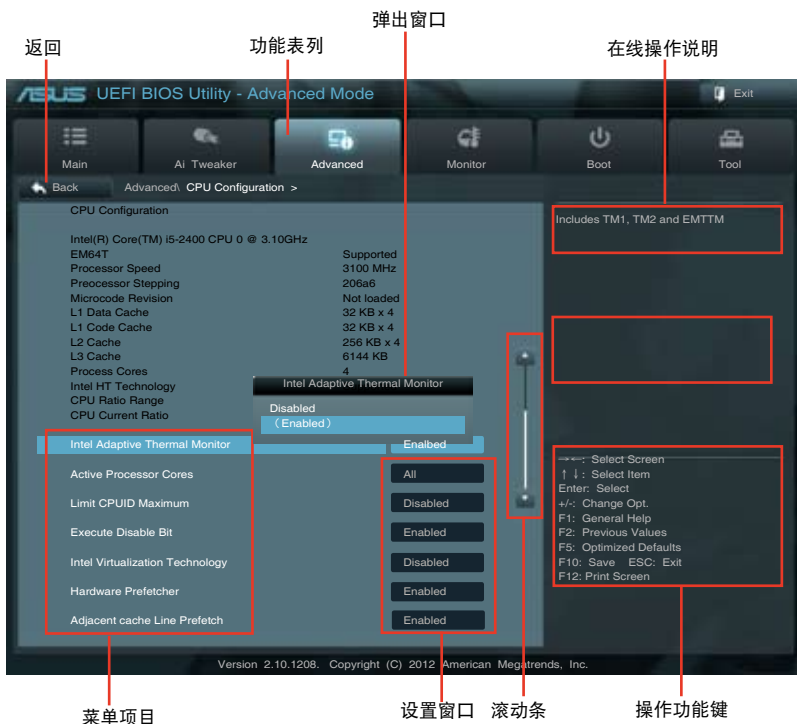 弹出窗口
返回
功能表列
在线操作说明
ASUS UEFI BIOS Utility - Advanced Mode
Exit
Main
Ai Tweaker
Advanced
Monitor
Boot
Tool
Back
Advanced\ CPU Configuration >
CPU Configuration
Includes TM1, TM2 and EMTTM
Intel(R) Core(TM) i5-2400 CPU 0 @ 3.10GHz
EM64T Supported
Processor Speed 3100 MHz
Preocessor Stepping 206a6
Microcode Revision Not loaded
L1 Data Cache 32 KB x 4
L1 Code Cache 32 KB x 4
L2 Cache 256 KB x 4
L3 Cache 6144 KB
Process Cores 4
Intel HT Technology
CPU Ratio Range
CPU Current Ratio
Intel Adaptive Thermal Monitor
Disabled
（Enabled）
Intel Adaptive Thermal Monitor Enalbed
Active Processor Cores All
Limit CPUID Maximum Disabled
Execute Disable Bit Enabled
Intel Virtualization Technology Disabled
Hardware Prefetcher Enabled
Adjacent cache Line Prefetch Enabled
→←: Select Screen
↑↓: Select Item
Enter: Select
+/-: Change Opt.
F1: General Help
F2: Previous Values
F5: Optimized Defaults
F10: Save ESC: Exit
F12: Print Screen
Version 2.10.1208. Copyright (C) 2012 American Megatrends, Inc.
菜单项目
设置窗口
滚动条
操作功能键